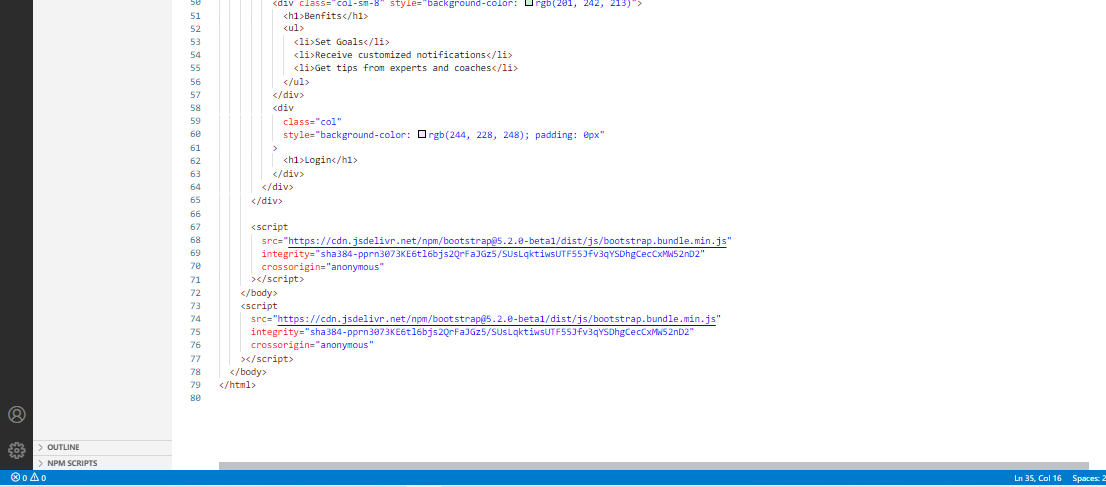 50 <div class="col-sm-8" style="background-color: rgb(201, 242, 213)">
51 <h1>Benfits</h1>
52 <ul>
53 <li>Set Goals</li>
54 <li>Receive customized notifications</li>
55 <li>Get tips from experts and coaches</li>
56 </ul>
57 </div>
58 <div
59 class="col"
60 style="background-color: rgb(244, 228, 248); padding: 0px"
61 >
62 <h1>Login</h1>
63 </div>
64 </div>
65 </div>
66
67 <script
68 src="https://cdn.jsdelivr.net/npm/bootstrap@5.2.0-beta1/dist/js/bootstrap.bundle.min.js"
69 integrity="sha384-pprn3073KE6tl6bjs2QrFaJGz5/SUsLqktiwsUTF55Jfv3qYSDhgCecCxMW52nD2"
70 crossorigin="anonymous"
71 ></script>
72 </body>
73 <script
74 src="https://cdn.jsdelivr.net/npm/bootstrap@5.2.0-beta1/dist/js/bootstrap.bundle.min.js"
75 integrity="sha384-pprn3073KE6tl6bjs2QrFaJGz5/SUsLqktiwsUTF55Jfv3qYSDhgCecCxMW52nD2"
76 crossorigin="anonymous"
77 ></script>
78 </body>
79 </html>
80
OUTLINE
NPM SCRIPTS
0 0 Ln 35, Col 16 Spaces: 2